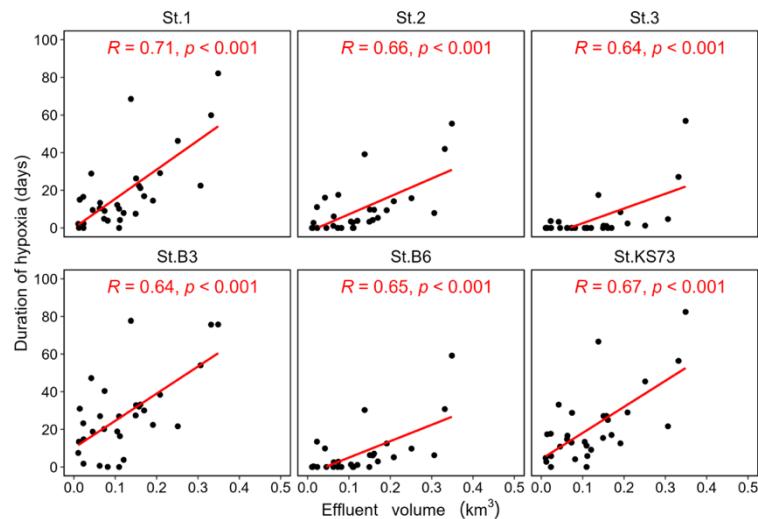 St.1 St.2 St.3
R = 0.71, p < 0.001 R = 0.66, p < 0.001 R = 0.64, p < 0.001
100
80
60
40
20
0
St.B3 St.B6 St.KS73
R = 0.64, p < 0.001 R = 0.65, p < 0.001 R = 0.67, p < 0.001
100
80
60
40
20
0
Duration of hypoxia (days)
0.0 0.1 0.2 0.3 0.4 0.5 0.0 0.1 0.2 0.3 0.4 0.5 0.0 0.1 0.2 0.3 0.4 0.5
Effluent volume (km³)